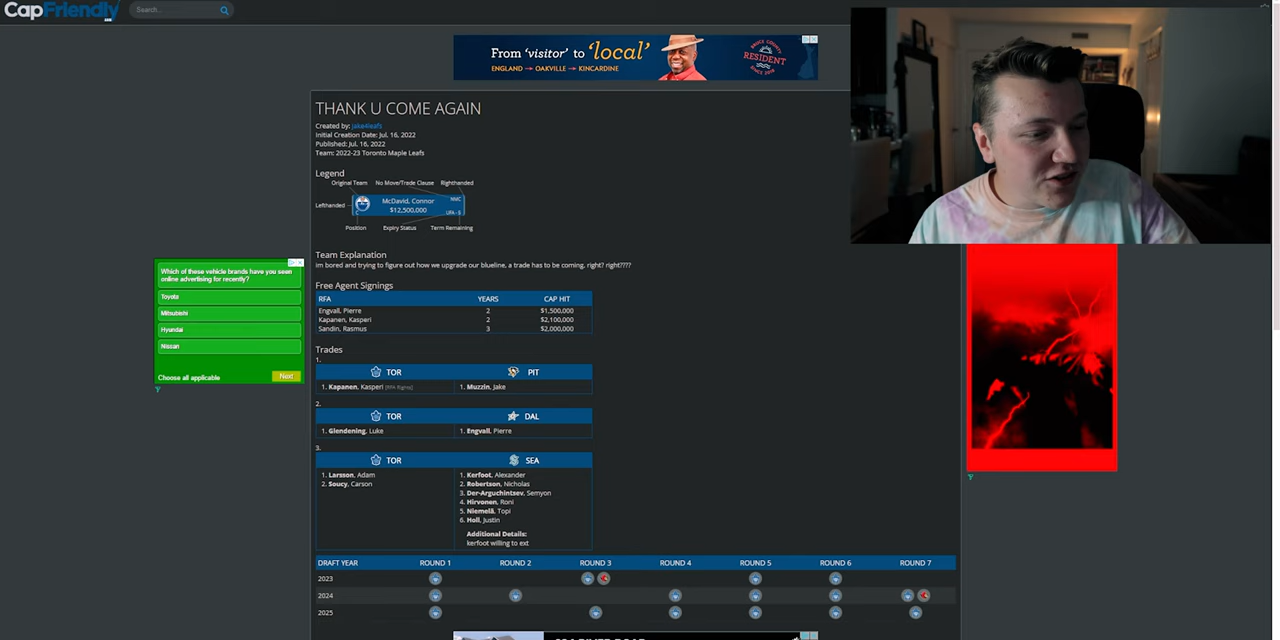 CapFriendly
Search...
From 'visitor' to 'local'
ENGLAND → OAKVILLE → KINCARDINE
BRUCE COUNTY
RESIDENT
SINCE 2019
THANK U COME AGAIN
Created by: jake4leafs
Initial Creation Date: Jul. 16, 2022
Published: Jul. 16, 2022
Team: 2022-23 Toronto Maple Leafs
Legend
Original Team No Move/Trade Clause Righthanded
Lefthanded
McDavid, Connor NMC
$12,500,000
C UFA - 5
Position Expiry Status Term Remaining
Team Explanation
im bored and trying to figure out how we upgrade our blueline, a trade has to be coming, right? right????
Free Agent Signings
RFA YEARS CAP HIT
Engvall, Pierre 2 $1,500,000
Kapanen, Kasperi 2 $2,100,000
Sandin, Rasmus 3 $2,000,000
Trades
1.
TOR PIT
1. Kapanen, Kasperi [RFA Rights] 1. Muzzin, Jake
2.
TOR DAL
1. Glendening, Luke 1. Engvall, Pierre
3.
TOR SEA
1. Larsson, Adam 1. Kerfoot, Alexander
2. Soucy, Carson 2. Robertson, Nicholas
3. Der-Arguchintsev, Semyon
4. Hirvonen, Roni
5. Niemelä, Topi
6. Holl, Justin
Additional Details:
kerfoot willing to ext
DRAFT YEAR ROUND 1 ROUND 2 ROUND 3 ROUND 4 ROUND 5 ROUND 6 ROUND 7
2023
2024
2025
Which of these vehicle brands have you seen
online advertising for recently?
Toyota
Mitsubishi
Hyundai
Nissan
Choose all applicable Next